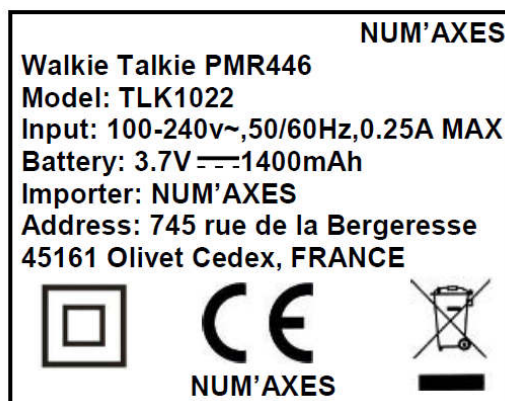 NUM'AXES
Walkie Talkie PMR446
Model: TLK1022
Input: 100-240v~,50/60Hz,0.25A MAX
Battery: 3.7V⎓1400mAh
Importer: NUM'AXES
Address: 745 rue de la Bergeresse
45161 Olivet Cedex, FRANCE
CE
NUM'AXES